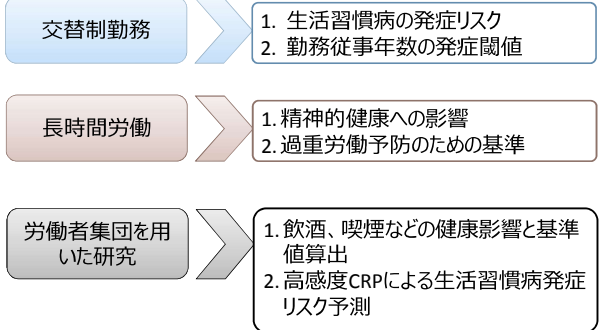 交替制勤務
1. 生活習慣病の発症リスク
2. 勤務従事年数の発症閾値
長時間労働
1. 精神的健康への影響
2. 過重労働予防のための基準
労働者集団を用
いた研究
1. 飲酒、喫煙などの健康影響と基準
値算出
2. 高感度CRPによる生活習慣病発症
リスク予測